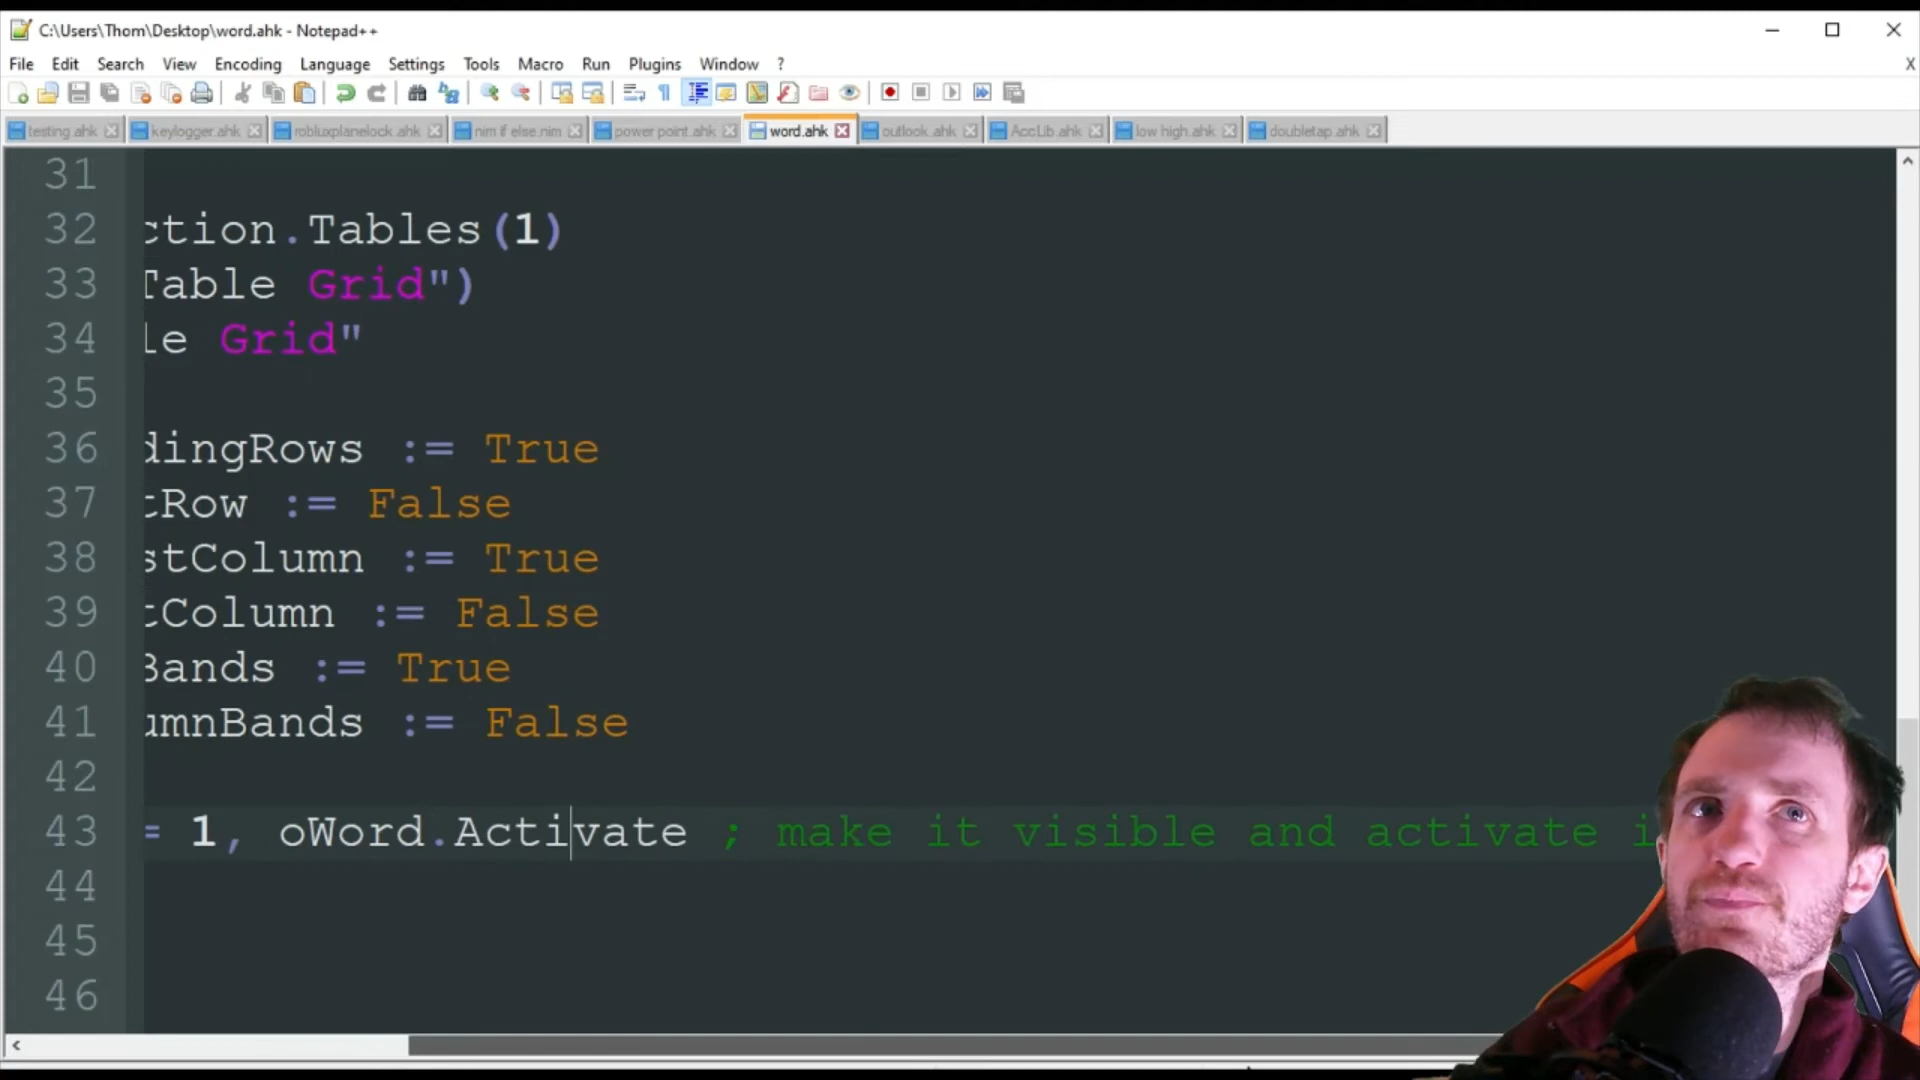 C:\Users\Thom\Desktop\word.ahk - Notepad++
File Edit Search View Encoding Language Settings Tools Macro Run Plugins Window ? X
testing.ahk keylogger.ahk robluxplanelock.ahk nim if else.nim power point.ahk word.ahk outlook.ahk AccLib.ahk low high.ahk doubletap.ahk
31
32 ction.Tables(1)
33 Table Grid")
34 le Grid"
35
36 dingRows := True
37 tRow := False
38 stColumn := True
39 tColumn := False
40 Bands := True
41 umnBands := False
42
43 = 1, oWord.Activate ; make it visible and activate i
44
45
46